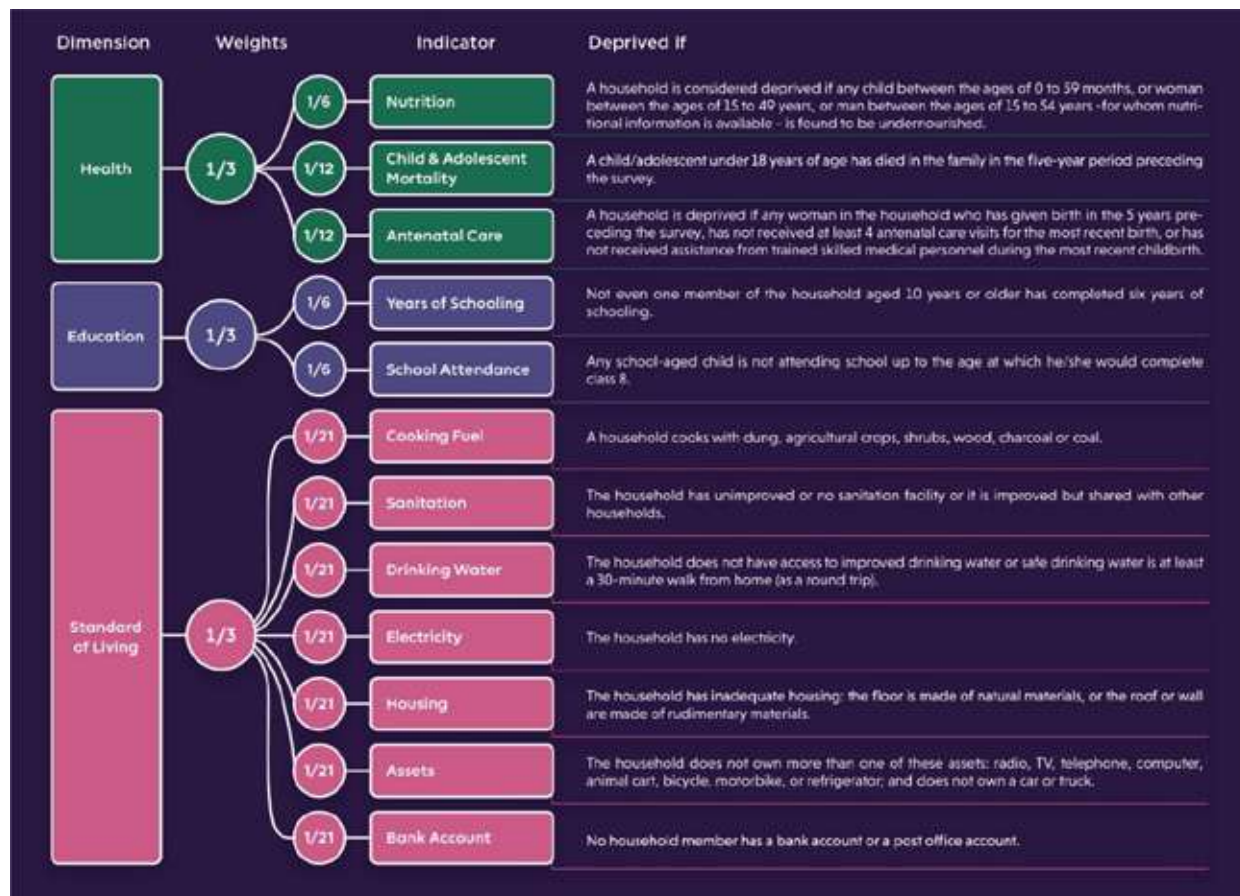 Dimension Weights Indicator Deprived if
Health
1/3
1/6
Nutrition
A household is considered deprived if any child between the ages of 0 to 59 months, or woman
between the ages of 15 to 49 years, or man between the ages of 15 to 54 years -for whom nutri-
tional information is available - is found to be undernourished.
1/12
Child & Adolescent
Mortality
A child/adolescent under 18 years of age has died in the family in the five-year period preceding
the survey.
1/12
Antenatal Care
A household is deprived if any woman in the household who has given birth in the 5 years pre-
ceding the survey, has not received at least 4 antenatal care visits for the most recent birth, or has
not received assistance from trained skilled medical personnel during the most recent childbirth.
Education
1/3
1/6
Years of Schooling
Not even one member of the household aged 10 years or older has completed six years of
schooling.
1/6
School Attendance
Any school-aged child is not attending school up to the age at which he/she would complete
class 8.
Standard
of Living
1/3
1/21
Cooking Fuel
A household cooks with dung, agricultural crops, shrubs, wood, charcoal or coal.
1/21
Sanitation
The household has unimproved or no sanitation facility or it is improved but shared with other
households.
1/21
Drinking Water
The household does not have access to improved drinking water or safe drinking water is at least
a 30-minute walk from home (as a round trip).
1/21
Electricity
The household has no electricity.
1/21
Housing
The household has inadequate housing: the floor is made of natural materials, or the roof or wall
are made of rudimentary materials.
1/21
Assets
The household does not own more than one of these assets: radio, TV, telephone, computer,
animal cart, bicycle, motorbike, or refrigerator; and does not own a car or truck.
1/21
Bank Account
No household member has a bank account or a post office account.